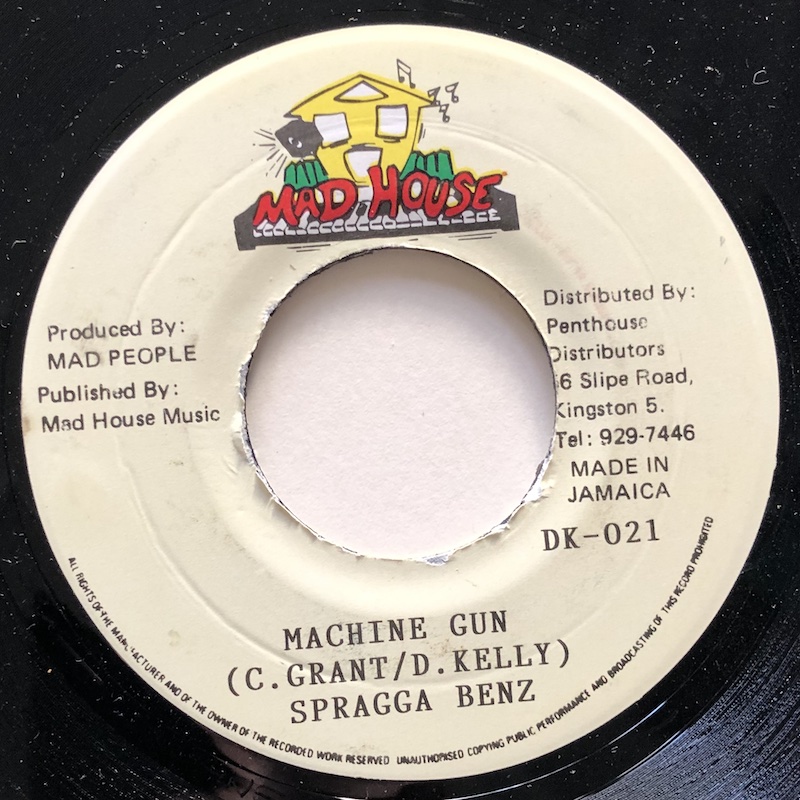 MAD HOUSE
Produced By:
MAD PEOPLE
Published By:
Mad House Music
Distributed By:
Penthouse
Distributors
6 Slipe Road,
Kingston 5.
Tel: 929-7446
MADE IN
JAMAICA
DK-021
MACHINE GUN
(C.GRANT/D.KELLY)
SPRAGGA BENZ
ALL RIGHTS OF THE MANUFACTURER AND OF THE OWNER OF THE RECORDED WORK RESERVED UNAUTHORISED COPYING PUBLIC PERFORMANCE AND BROADCASTING OF THIS RECORD PROHIBITED